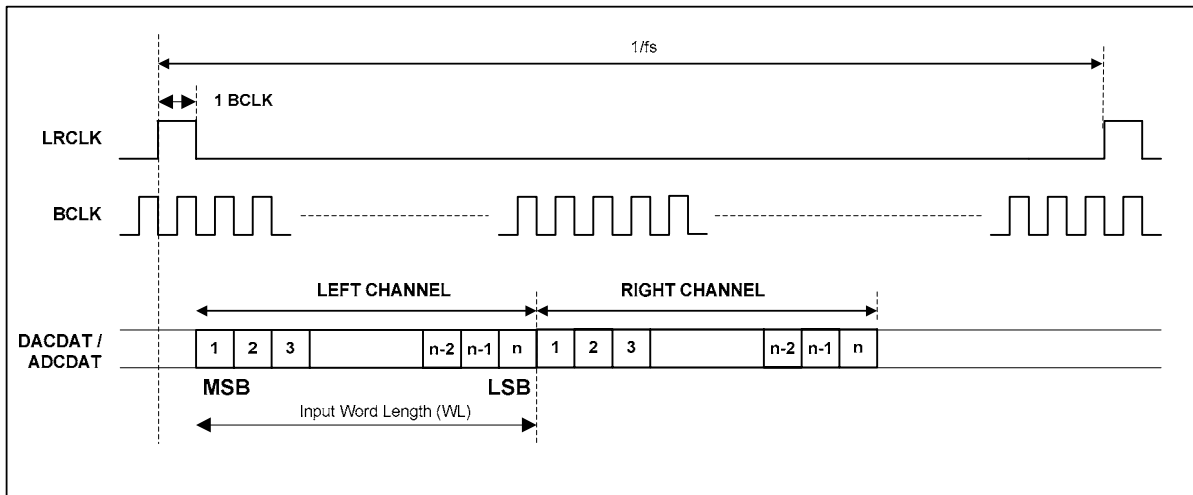 1/fs
1 BCLK
LRCLK
BCLK
LEFT CHANNEL RIGHT CHANNEL
DACDAT /
ADCDAT
1 2 3 n-2 n-1 n 1 2 3 n-2 n-1 n
MSB LSB
Input Word Length (WL)